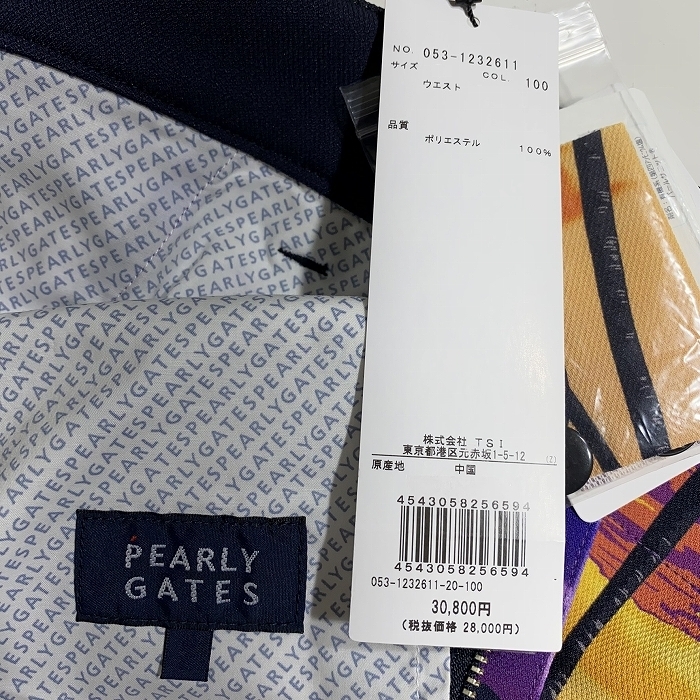 NO. 053-1232611
サイズ COL. 100
ウエスト
品質
ポリエステル 100%
株式会社 TSI
東京都港区元赤坂1-5-12 (Z)
原産地 中国
4543058256594
4543058256594
053-1232611-20-100
30,800円
(税抜価格 28,000円)
PEARLY
GATES